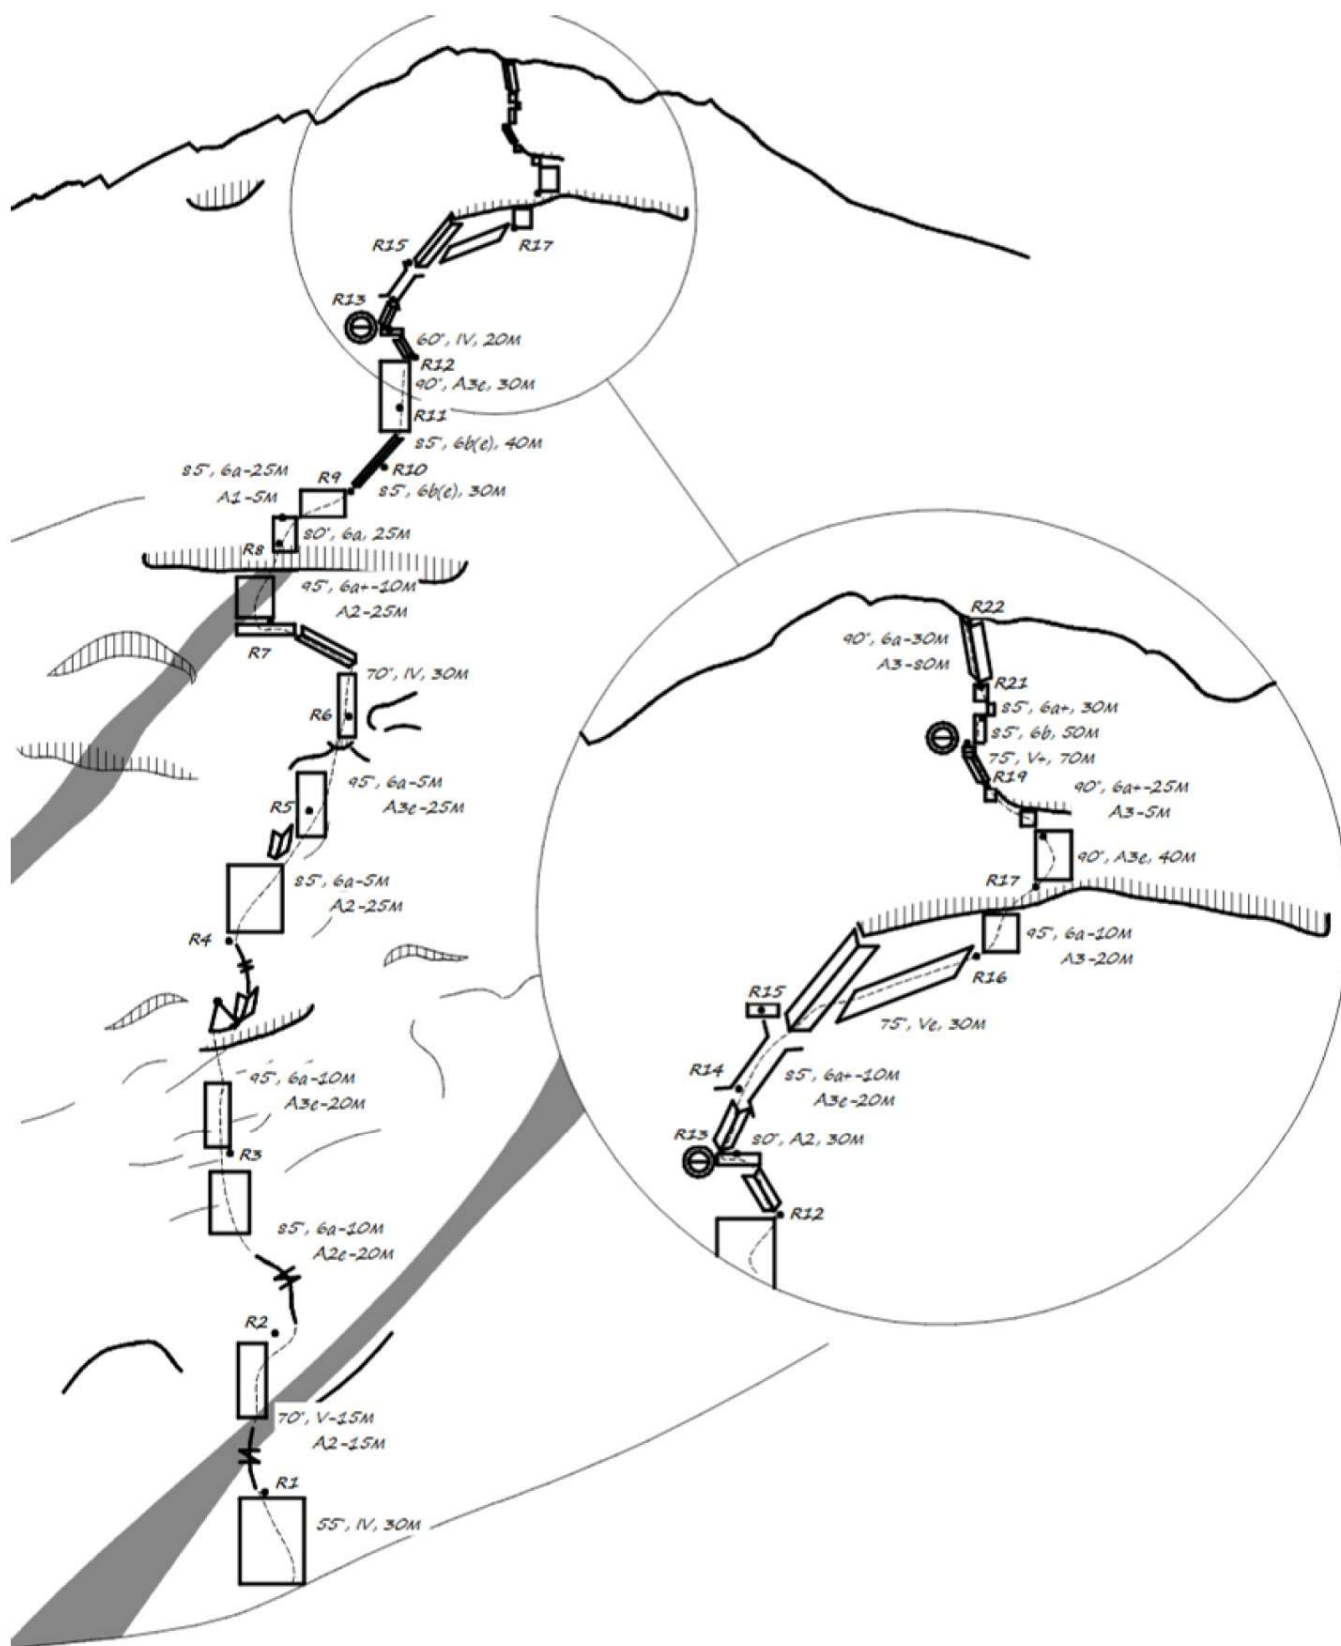 R15
R17
R13
60°, IV, 20M
R12
90°, A3e, 30M
R11
85°, 6b(e), 40M
85°, 6a-25M
R9
R10
A1-5M
85°, 6b(e), 30M
80°, 6a, 25M
R8
95°, 6a+-10M
A2-25M
R7
70°, IV, 30M
R6
95°, 6a-5M
A3e-25M
R5
85°, 6a-5M
A2-25M
R4
95°, 6a-10M
A3e-20M
R3
85°, 6a-10M
A2e-20M
R2
70°, V-15M
A2-15M
R1
55°, IV, 30M
R22
90°, 6a-30M
A3-80M
R21
85°, 6a+, 30M
85°, 6b, 50M
75°, V+, 70M
R19
90°, 6a+-25M
A3-5M
90°, A3e, 40M
R17
95°, 6a-10M
A3-20M
R16
R15
75°, Ve, 30M
R14
85°, 6a+-10M
A3e-20M
R13
80°, A2, 30M
R12